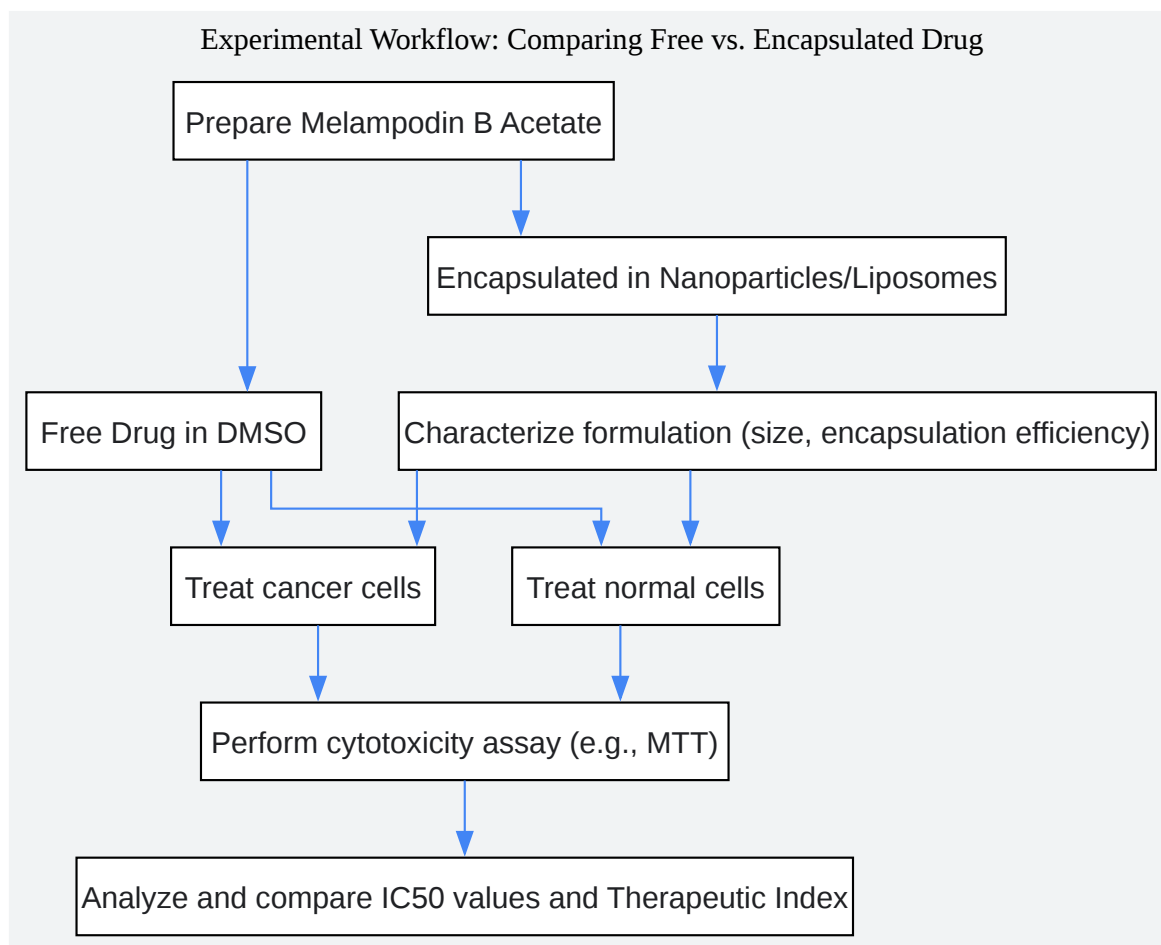 Experimental Workflow: Comparing Free vs. Encapsulated Drug
Prepare Melampodin B Acetate
Encapsulated in Nanoparticles/Liposomes
Free Drug in DMSO
Characterize formulation (size, encapsulation efficiency)
Treat cancer cells
Treat normal cells
Perform cytotoxicity assay (e.g., MTT)
Analyze and compare IC50 values and Therapeutic Index